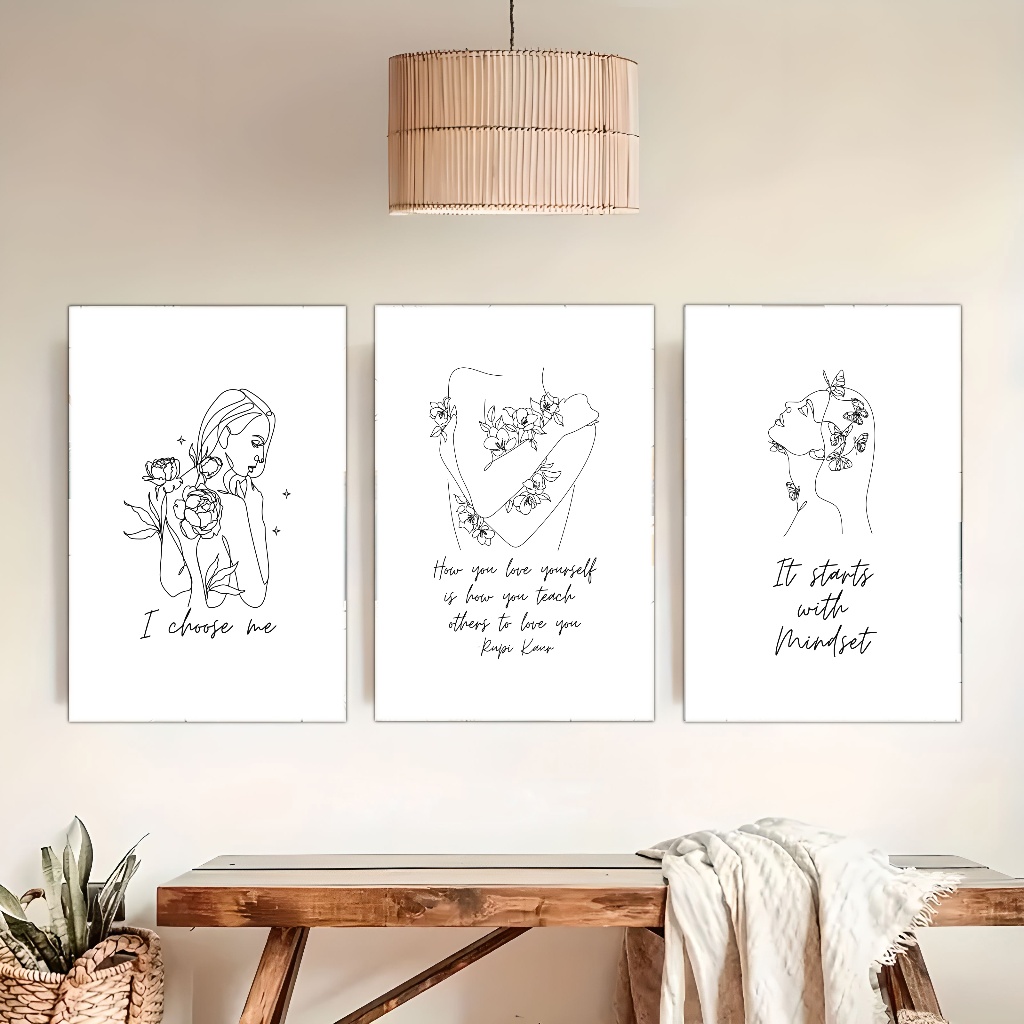 I choose me
How you love yourself
is how you teach
others to love you
Rupi Kaur
It starts
with
Mindset